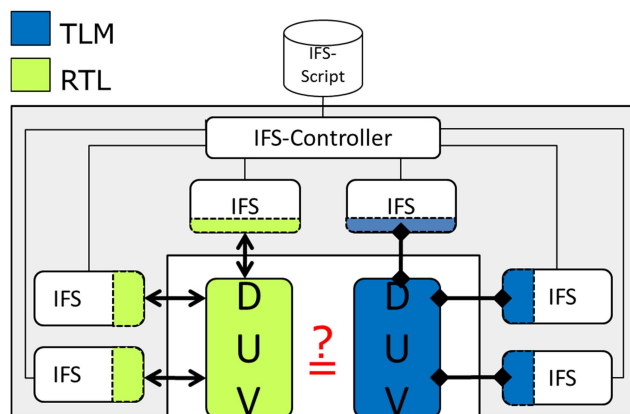 TLM
RTL
IFS-
Script
IFS-Controller
IFS
IFS
IFS
D
U
V
?
=
D
U
V
IFS
IFS
IFS